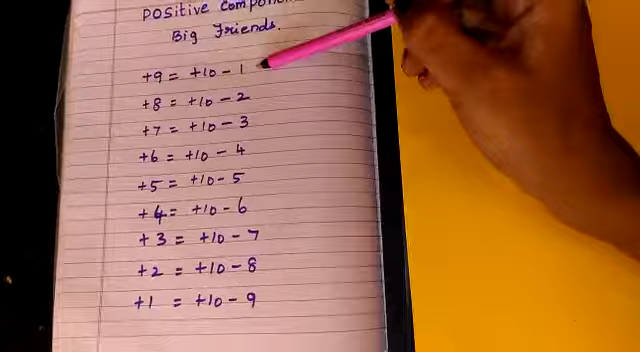 Positive
Big Friends.
+9 = +10 - 1
+8 = +10 - 2
+7 = +10 - 3
+6 = +10 - 4
+5 = +10 - 5
+4 = +10 - 6
+3 = +10 - 7
+2 = +10 - 8
+1 = +10 - 9